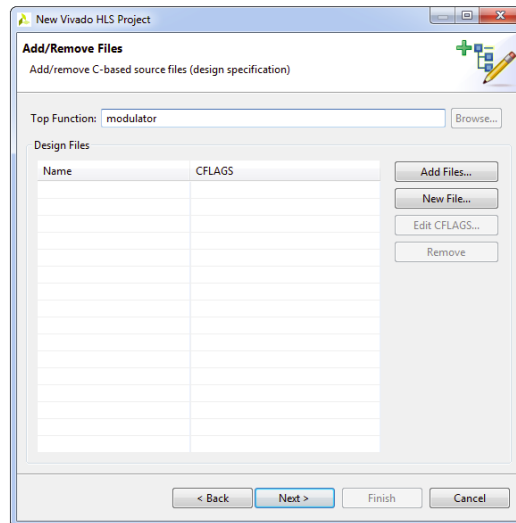 New Vivado HLS Project
Add/Remove Files
Add/remove C-based source files (design specification)
Top Function: modulator Browse...
Design Files
Name CFLAGS
Add Files...
New File...
Edit CFLAGS...
Remove
< Back Next > Finish Cancel